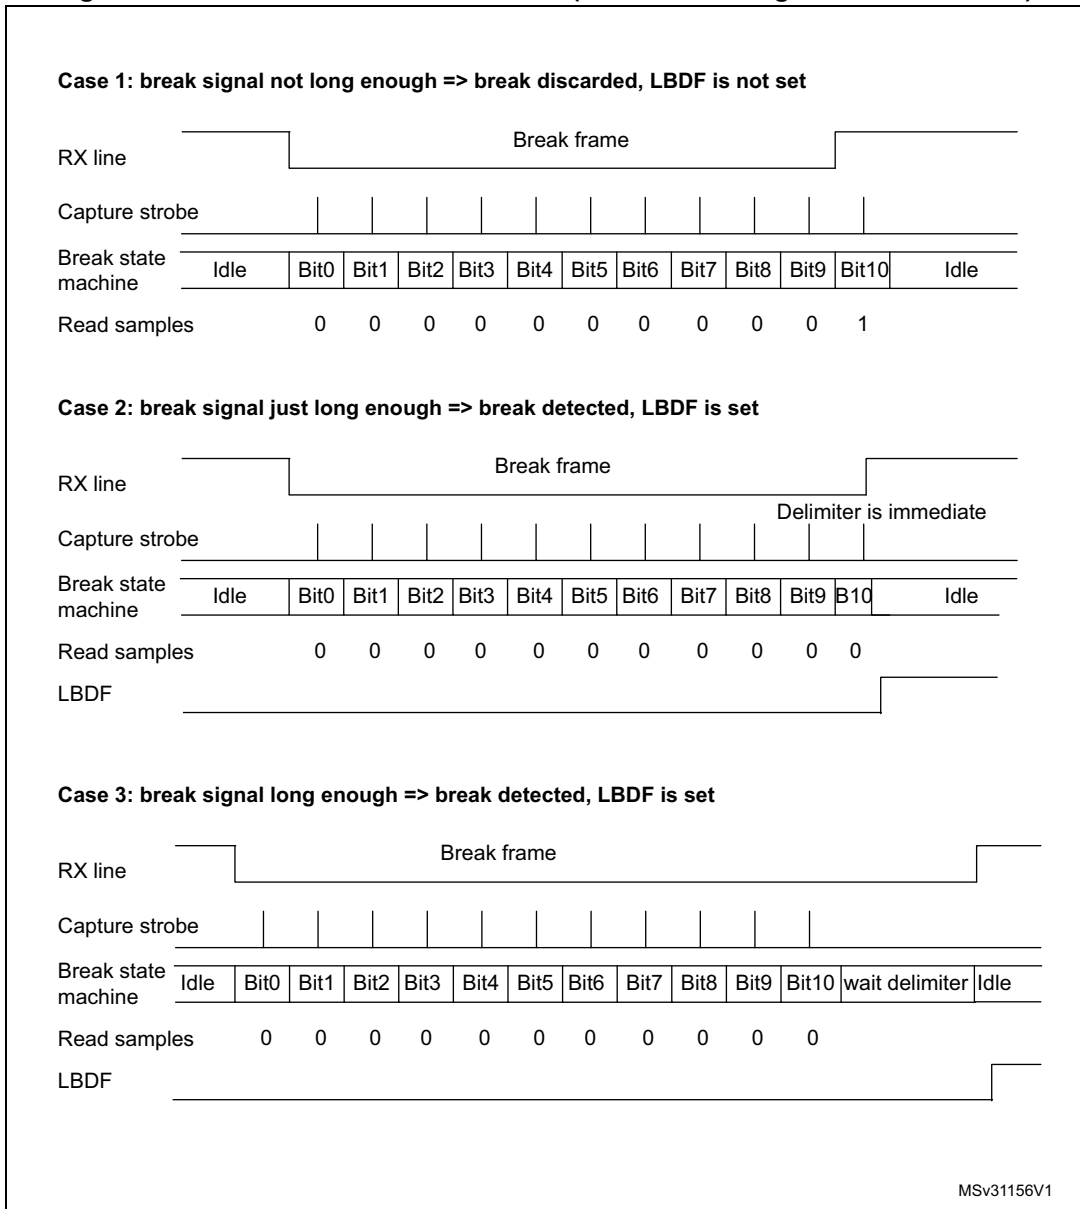 Case 1: break signal not long enough => break discarded, LBDF is not set
Break frame
RX line
Capture strobe
Break state machine Idle Bit0 Bit1 Bit2 Bit3 Bit4 Bit5 Bit6 Bit7 Bit8 Bit9 Bit10 Idle
Read samples 0 0 0 0 0 0 0 0 0 0 1
Case 2: break signal just long enough => break detected, LBDF is set
Break frame
RX line
Delimiter is immediate
Capture strobe
Break state machine Idle Bit0 Bit1 Bit2 Bit3 Bit4 Bit5 Bit6 Bit7 Bit8 Bit9 B10 Idle
Read samples 0 0 0 0 0 0 0 0 0 0 0
LBDF
Case 3: break signal long enough => break detected, LBDF is set
Break frame
RX line
Capture strobe
Break state machine Idle Bit0 Bit1 Bit2 Bit3 Bit4 Bit5 Bit6 Bit7 Bit8 Bit9 Bit10 wait delimiter Idle
Read samples 0 0 0 0 0 0 0 0 0 0 0
LBDF
MSv31156V1